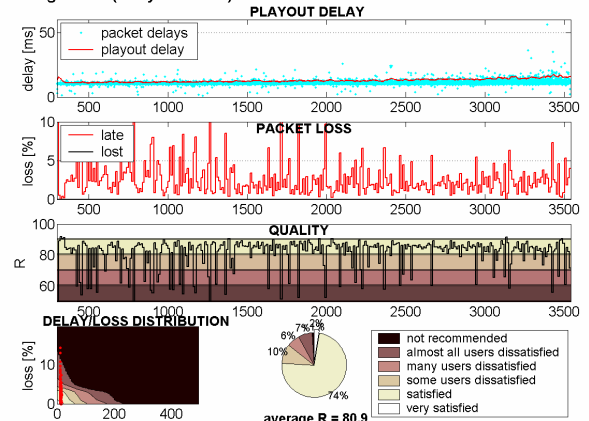 PLAYOUT DELAY
delay [ms]
50
0
packet delays
playout delay
500 1000 1500 2000 2500 3000 3500
PACKET LOSS
loss [%]
10
5
0
late
lost
500 1000 1500 2000 2500 3000 3500
QUALITY
R
100
80
60
500 1000 1500 2000 2500 3000 3500
DELAY/LOSS DISTRIBUTION
loss [%]
10
0
0 200 400
2%
7%
6%
10%
74%
average R = 80.9
not recommended
almost all users dissatisfied
many users dissatisfied
some users dissatisfied
satisfied
very satisfied